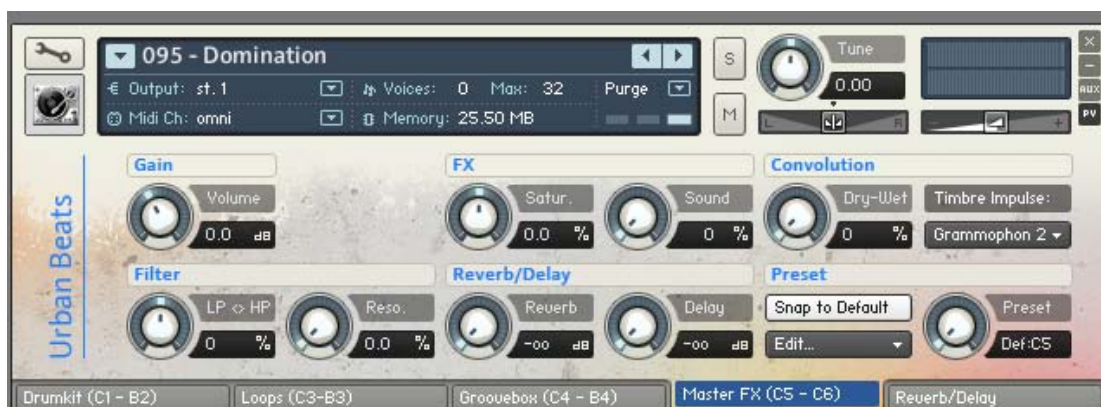 095 - Domination
S
Tune
0.00
Output: st. 1
Voices: 0 Max: 32
Purge
Midi Ch: omni
Memory: 25.50 MB
M
L
R
-
+
×
-
AUX
PV
Urban Beats
Gain
FX
Convolution
Volume
0.0 dB
Satur.
0.0 %
Sound
0 %
Dry-Wet
0 %
Timbre Impulse:
Grammophon 2
Filter
Reverb/Delay
Preset
LP <> HP
0 %
Reso.
0.0 %
Reverb
-oo dB
Delay
-oo dB
Snap to Default
Edit...
Preset
Def:C5
Drumkit (C1 - B2)
Loops (C3-B3)
Groovebox (C4 - B4)
Master FX (C5 - C6)
Reverb/Delay